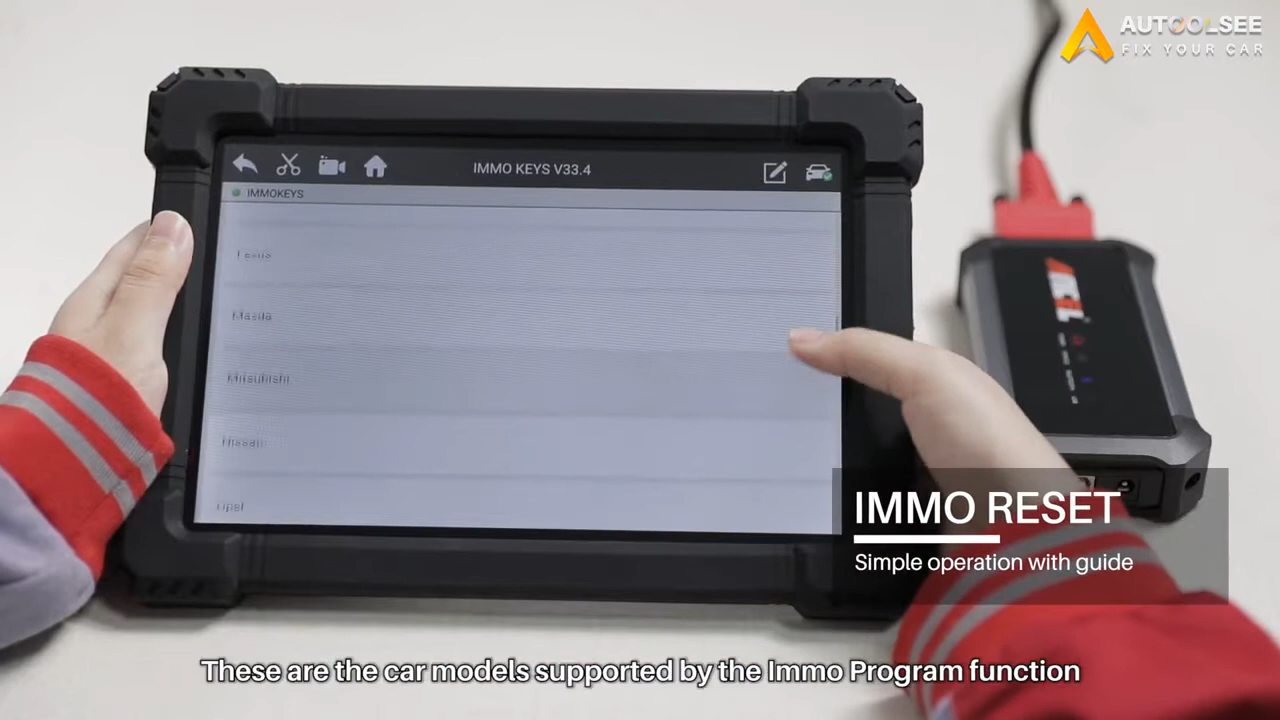 AUTOOLSEE
FIX YOUR CAR
IMMO KEYS V33.4
IMMOKEYS
Lexus
Mazda
Mitsubishi
Nissan
Opel
IMMO RESET
Simple operation with guide
These are the car models supported by the Immo Program function